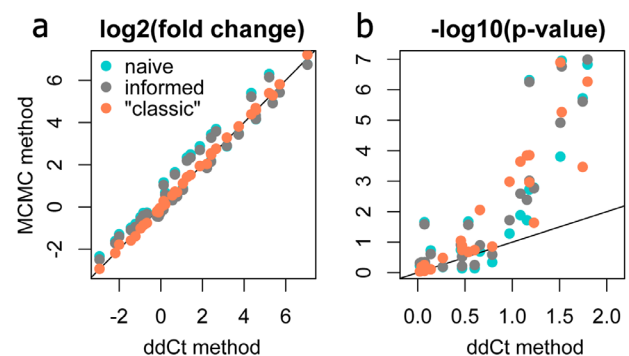 a
log2(fold change)
naive
informed
"classic"
MCMC method
6
4
2
0
-2
-2 0 2 4 6
ddCt method
b
-log10(p-value)
7
6
5
4
3
2
1
0
0.0 0.5 1.0 1.5 2.0
ddCt method